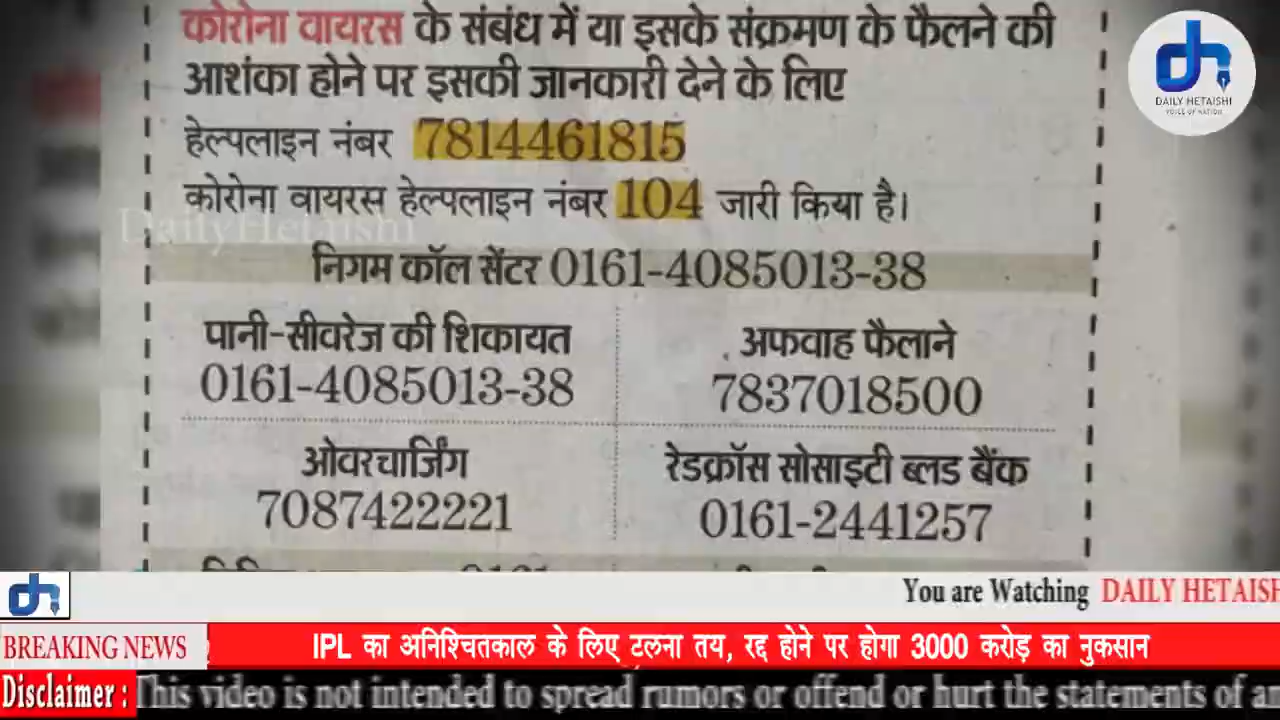 कोरोना वायरस के संबंध में या इसके संक्रमण के फैलने की
आशंका होने पर इसकी जानकारी देने के लिए
हेल्पलाइन नंबर 7814461815
कोरोना वायरस हेल्पलाइन नंबर 104 जारी किया है।
DailyHetaishi
निगम कॉल सेंटर 0161-4085013-38
पानी-सीवरेज की शिकायत
0161-4085013-38
अफवाह फैलाने
7837018500
ओवरचार्जिंग
7087422221
रेडक्रॉस सोसाइटी ब्लड बैंक
0161-2441257
dh
DAILY HETAISHI
VOICE OF NATION
dh
You are Watching DAILY HETAISH
BREAKING NEWS
IPL का अनिश्चितकाल के लिए टलना तय, रद्द होने पर होगा 3000 करोड़ का नुकसान
Disclaimer : This video is not intended to spread rumors or offend or hurt the statements of an